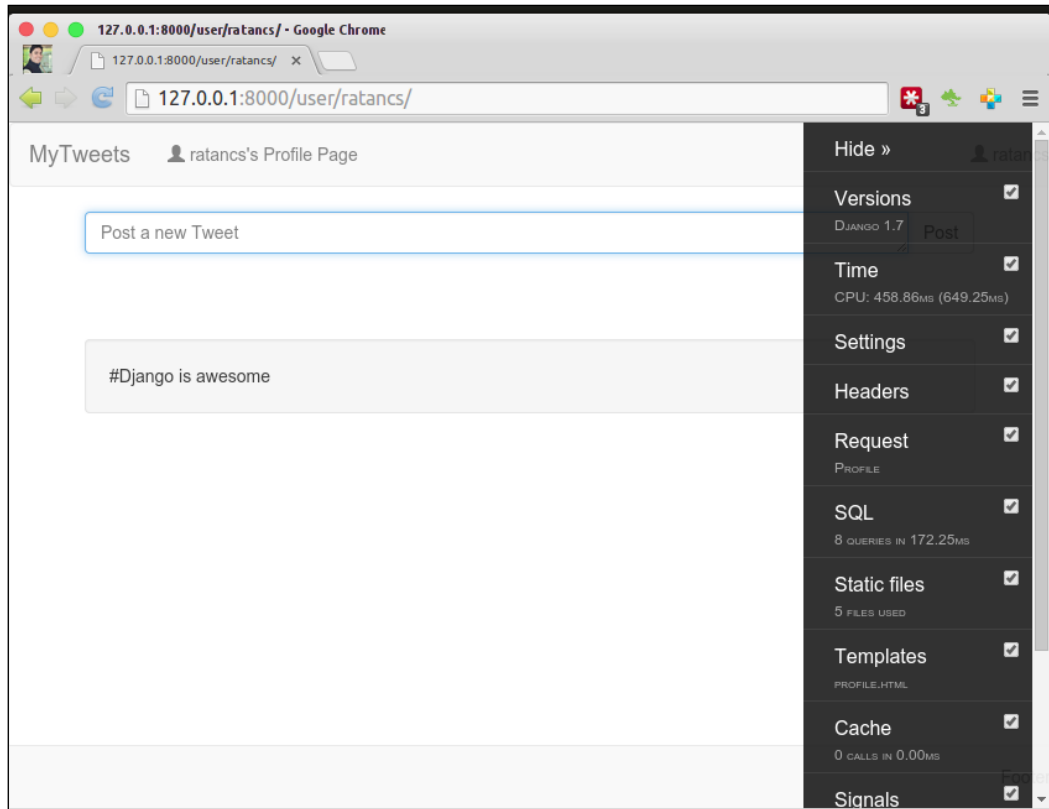 127.0.0.1:8000/user/ratancs/ - Google Chrome
127.0.0.1:8000/user/ratancs/ ×
127.0.0.1:8000/user/ratancs/
3
MyTweets ratancs's Profile Page
ratancs
Post a new Tweet
Post
#Django is awesome
Hide »
Versions
Django 1.7
Time
CPU: 458.86ms (649.25ms)
Settings
Headers
Request
Profile
SQL
8 queries in 172.25ms
Static files
5 files used
Templates
profile.html
Cache
0 calls in 0.00ms
Signals
Footer